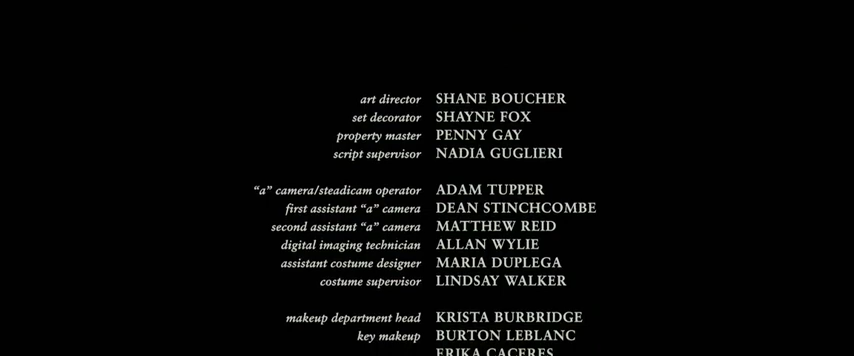 art director SHANE BOUCHER
set decorator SHAYNE FOX
property master PENNY GAY
script supervisor NADIA GUGLIERI
“a” camera/steadicam operator ADAM TUPPER
first assistant “a” camera DEAN STINCHCOMBE
second assistant “a” camera MATTHEW REID
digital imaging technician ALLAN WYLIE
assistant costume designer MARIA DUPLEGA
costume supervisor LINDSAY WALKER
makeup department head KRISTA BURBRIDGE
key makeup BURTON LEBLANC
ERIKA CACERES